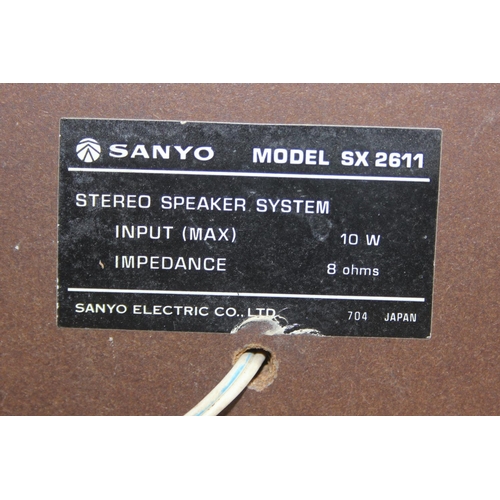 SANYO MODEL SX 2611
STEREO SPEAKER SYSTEM
INPUT (MAX) 10 W
IMPEDANCE 8 ohms
SANYO ELECTRIC CO., LTD. 704 JAPAN